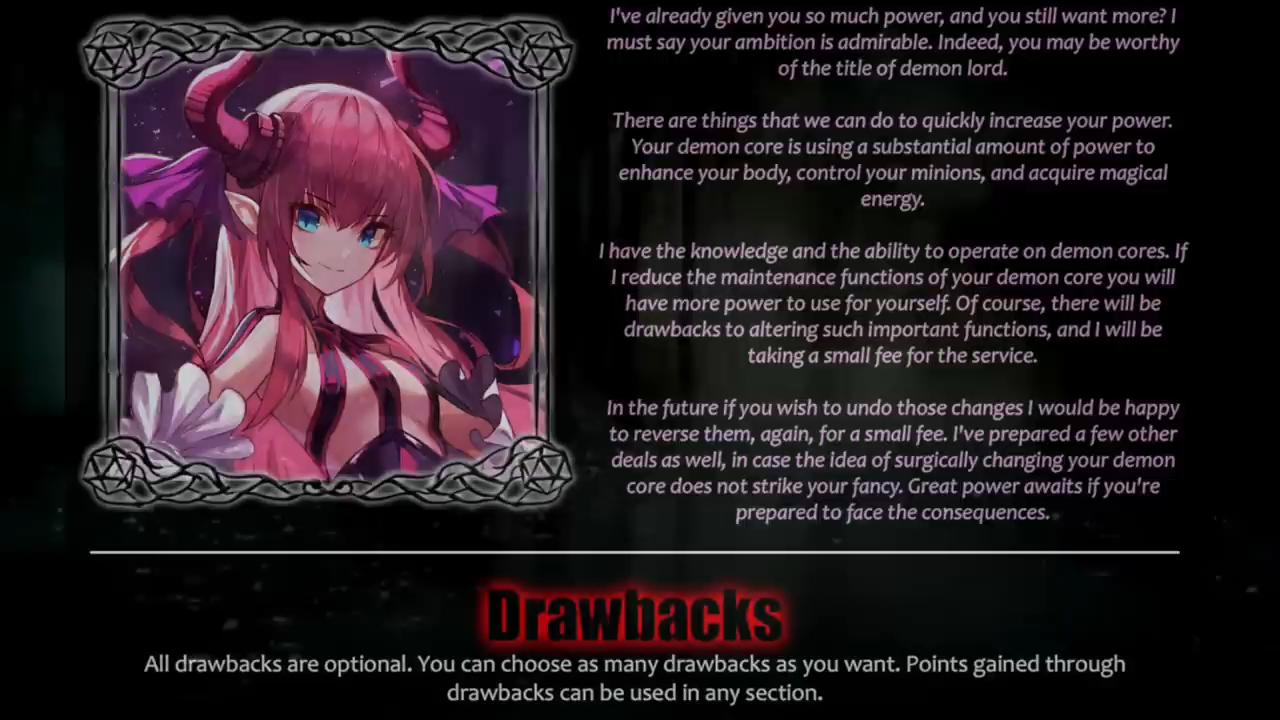 I've already given you so much power, and you still want more? I
must say your ambition is admirable. Indeed, you may be worthy
of the title of demon lord.
There are things that we can do to quickly increase your power.
Your demon core is using a substantial amount of power to
enhance your body, control your minions, and acquire magical
energy.
I have the knowledge and the ability to operate on demon cores. If
I reduce the maintenance functions of your demon core you will
have more power to use for yourself. Of course, there will be
drawbacks to altering such important functions, and I will be
taking a small fee for the service.
In the future if you wish to undo those changes I would be happy
to reverse them, again, for a small fee. I've prepared a few other
deals as well, in case the idea of surgically changing your demon
core does not strike your fancy. Great power awaits if you're
prepared to face the consequences.
Drawbacks
All drawbacks are optional. You can choose as many drawbacks as you want. Points gained through
drawbacks can be used in any section.